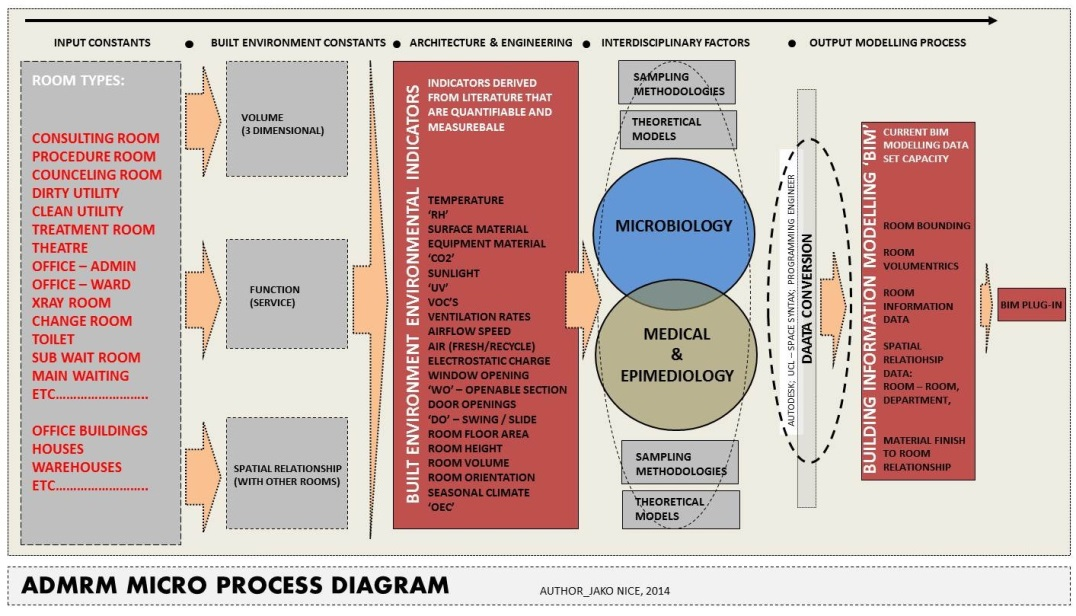 INPUT CONSTANTS
BUILT ENVIRONMENT CONSTANTS
ARCHITECTURE & ENGINEERING
INTERDISCIPLINARY FACTORS
OUTPUT MODELLING PROCESS
ROOM TYPES:
CONSULTING ROOM
PROCEDURE ROOM
COUNCELING ROOM
DIRTY UTILITY
CLEAN UTILITY
TREATMENT ROOM
THEATRE
OFFICE – ADMIN
OFFICE – WARD
XRAY ROOM
CHANGE ROOM
TOILET
SUB WAIT ROOM
MAIN WAITING
ETC............................
OFFICE BUILDINGS
HOUSES
WAREHOUSES
ETC............................
VOLUME
(3 DIMENSIONAL)
FUNCTION
(SERVICE)
SPATIAL RELATIONSHIP
(WITH OTHER ROOMS)
BUILT ENVIRONMENT ENVIRONMENTAL INDICATORS
INDICATORS DERIVED
FROM LITERATURE THAT
ARE QUANTIFIABLE AND
MEASUREBALE
TEMPERATURE
‘RH’
SURFACE MATERIAL
EQUIPMENT MATERIAL
‘CO2’
SUNLIGHT
‘UV’
VOC’S
VENTILATION RATES
AIRFLOW SPEED
AIR (FRESH/RECYCLE)
ELECTROSTATIC CHARGE
WINDOW OPENING
‘WO’ – OPENABLE SECTION
DOOR OPENINGS
‘DO’ – SWING / SLIDE
ROOM FLOOR AREA
ROOM HEIGHT
ROOM VOLUME
ROOM ORIENTATION
SEASONAL CLIMATE
‘OEC’
SAMPLING
METHODOLOGIES
THEORETICAL
MODELS
MICROBIOLOGY
MEDICAL
&
EPIMEDIOLOGY
SAMPLING
METHODOLOGIES
THEORETICAL
MODELS
AUTODESK; UCL – SPACE SYNTAX; PROGRAMMING ENGINEER
DAATA CONVERSION
BUILDING INFORMATION MODELLING ‘BIM’
CURRENT BIM
MODELLING DATA
SET CAPACITY
ROOM BOUNDING
ROOM
VOLUMENTRICS
ROOM
INFORMATION
DATA
SPATIAL
RELATIOHSIP
DATA:
ROOM – ROOM,
DEPARTMENT,
MATERIAL FINISH
TO ROOM
RELATIONSHIP
BIM PLUG-IN
ADMRM MICRO PROCESS DIAGRAM
AUTHOR_JAKO NICE, 2014